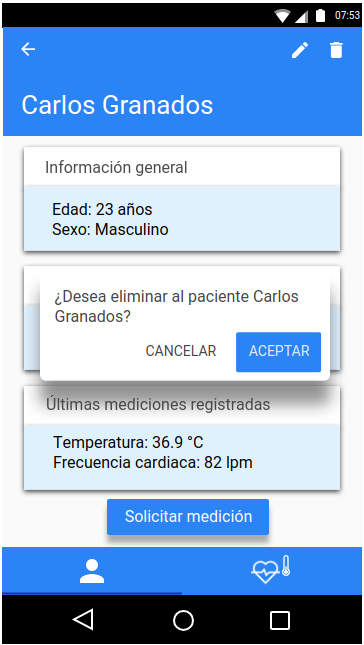 07:53
Carlos Granados
Información general
Edad: 23 años
Sexo: Masculino
¿Desea eliminar al paciente Carlos
Granados?
CANCELAR ACEPTAR
Últimas mediciones registradas
Temperatura: 36.9 °C
Frecuencia cardiaca: 82 lpm
Solicitar medición